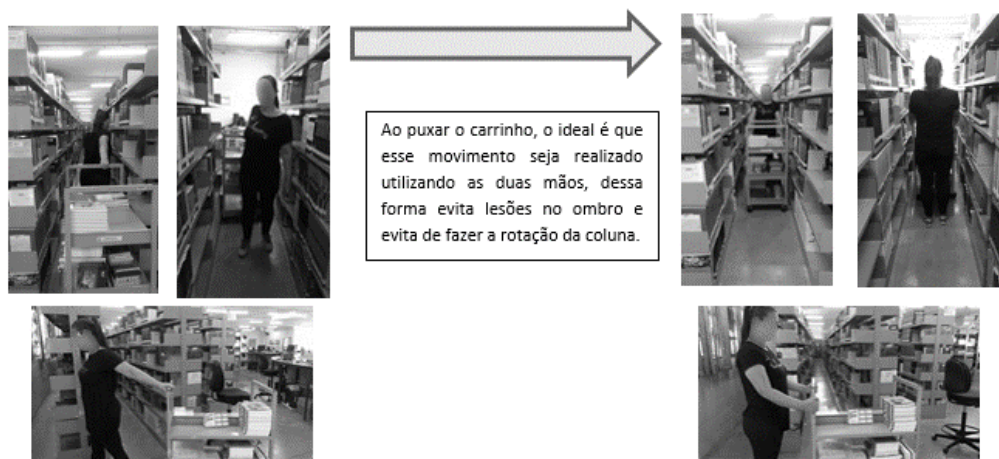 Ao puxar o carrinho, o ideal é que
esse movimento seja realizado
utilizando as duas mãos, dessa
forma evita lesões no ombro e
evita de fazer a rotação da coluna.